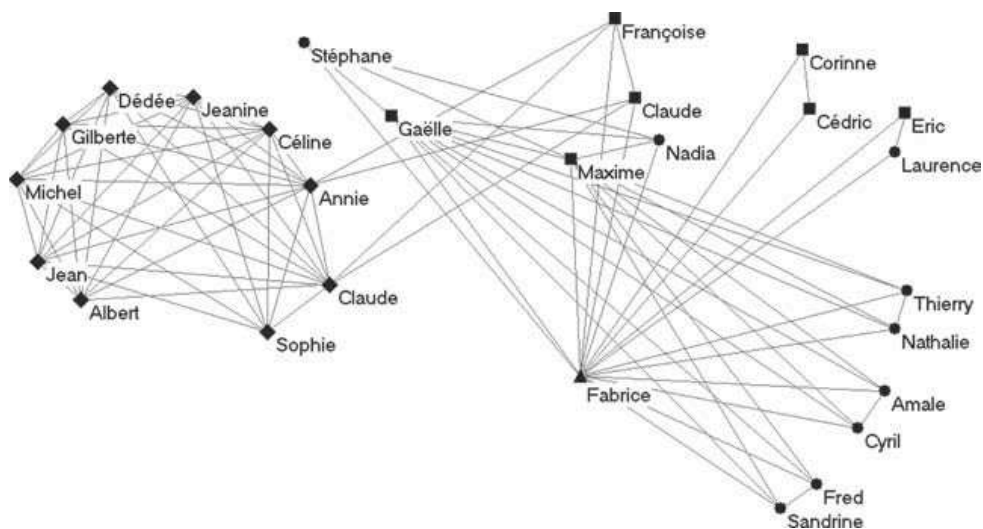 Françoise
Stéphane
Corinne
Dédée
Jeanine
Claude
Cédric
Eric
Gilberte
Céline
Gaëlle
Nadia
Laurence
Maxime
Michel
Annie
Jean
Claude
Thierry
Albert
Sophie
Nathalie
Fabrice
Amale
Cyril
Fred
Sandrine